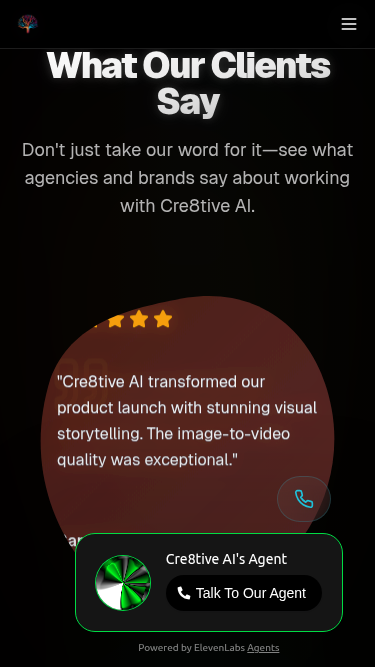 What Our Clients
Say
Don't just take our word for it—see what
agencies and brands say about working
with Cre8tive AI.
"Cre8tive AI transformed our
product launch with stunning visual
storytelling. The image-to-video
quality was exceptional."
Cre8tive AI's Agent
Talk To Our Agent
Powered by ElevenLabs Agents